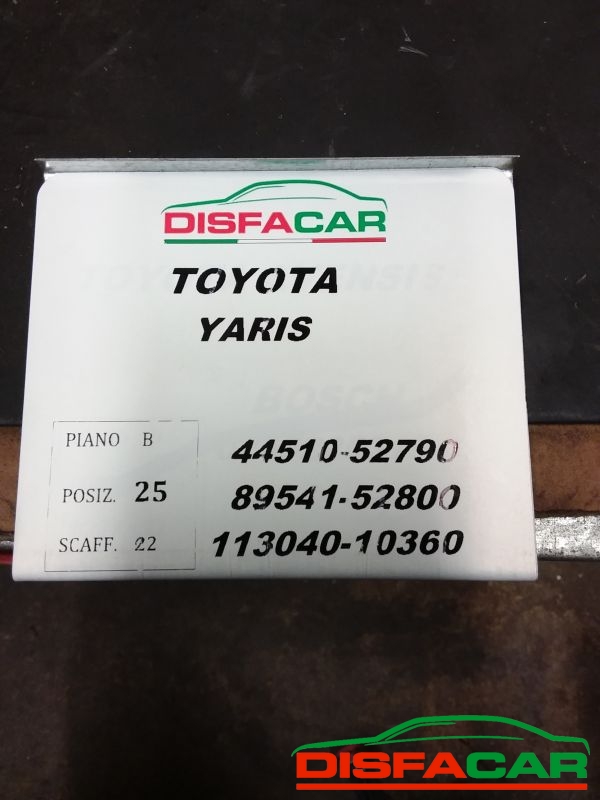 DISFACAR
TOYOTA
YARIS
PIANO B
POSIZ. 25
SCAFF. 22
44510-52790
89541-52800
113040-10360
DISFACAR